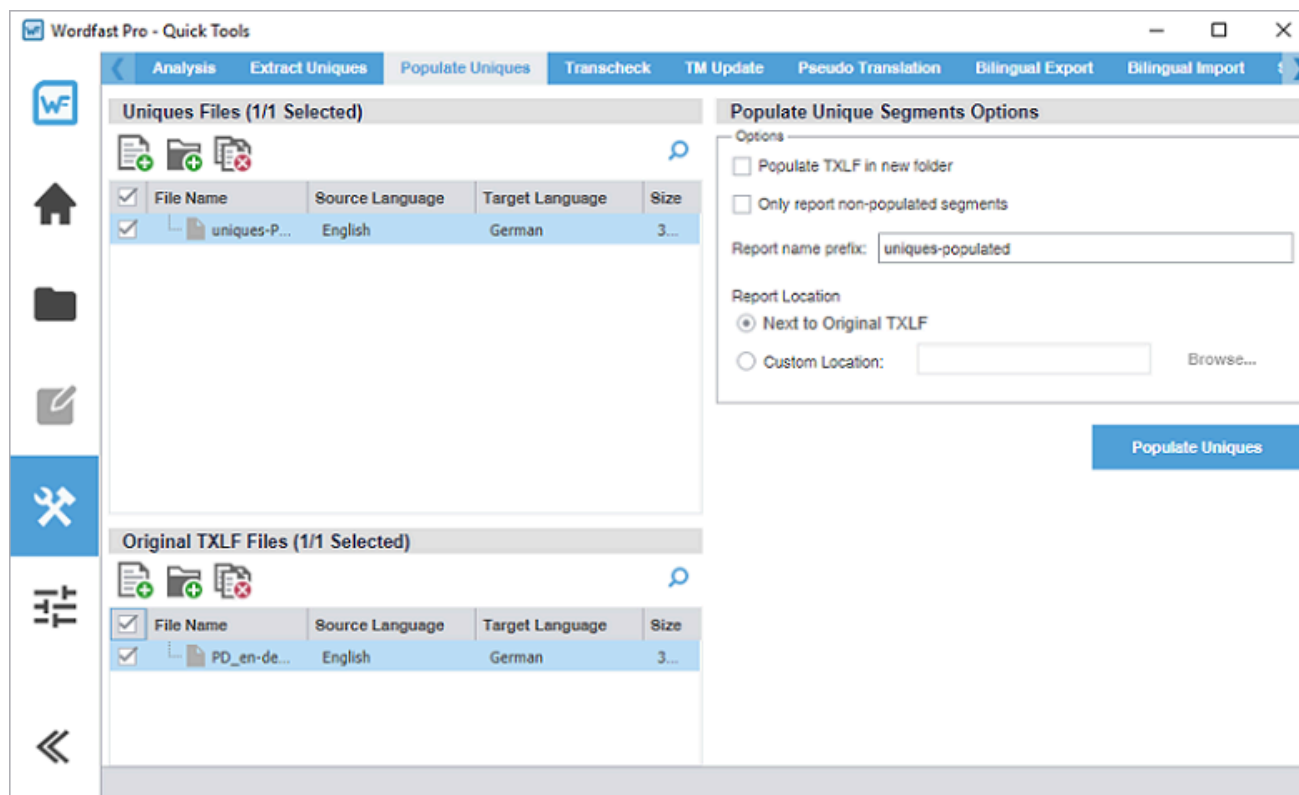 Wordfast Pro - Quick Tools
Analysis Extract Uniques Populate Uniques Transcheck TM Update Pseudo Translation Bilingual Export Bilingual Import
WF
Uniques Files (1/1 Selected)
File Name Source Language Target Language Size
uniques-P... English German 3...
Original TXLF Files (1/1 Selected)
File Name Source Language Target Language Size
PD_en-de... English German 3...
Populate Unique Segments Options
Options
Populate TXLF in new folder
Only report non-populated segments
Report name prefix: uniques-populated
Report Location
Next to Original TXLF
Custom Location: Browse...
Populate Uniques